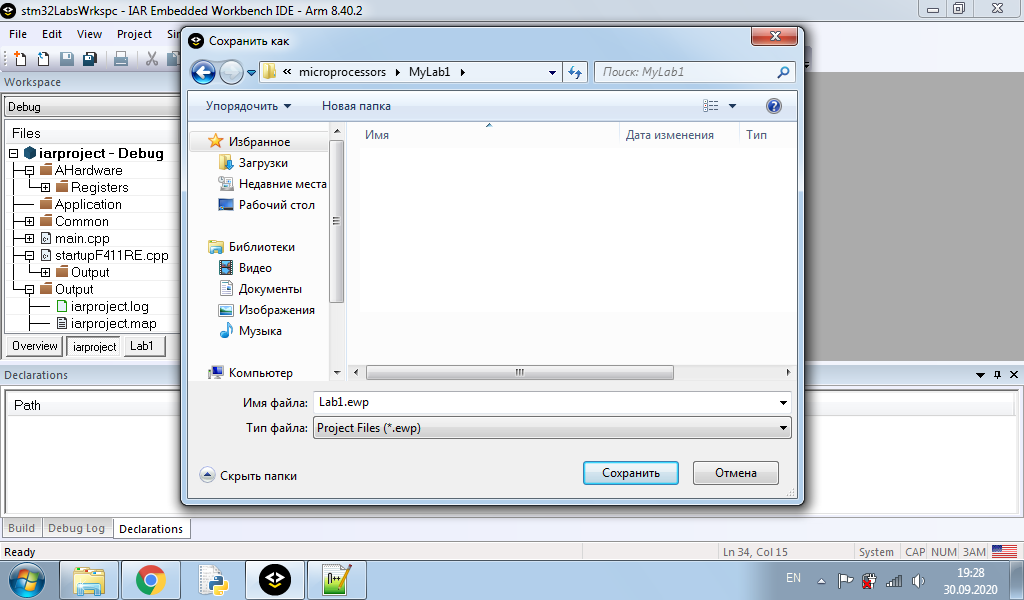 stm32LabsWrkspc - IAR Embedded Workbench IDE - Arm 8.40.2
File Edit View Project Sir
Workspace
Debug
Files
iarproject - Debug
AHardware
Registers
Application
Common
main.cpp
startupF411RE.cpp
Output
Output
iarproject.log
iarproject.map
Overview iarproject Lab1
Сохранить как
« microprocessors MyLab1
Поиск: MyLab1
Упорядочить Новая папка
Имя Дата изменения Тип
Избранное
Загрузки
Недавние места
Рабочий стол
Библиотеки
Видео
Документы
Изображения
Музыка
Компьютер
Имя файла: Lab1.ewp
Тип файла: Project Files (*.ewp)
Скрыть папки
Сохранить Отмена
Declarations
Path
Build Debug Log Declarations
Ready Ln 34, Col 15 System CAP NUM ЗАМ
EN 19:28
30.09.2020